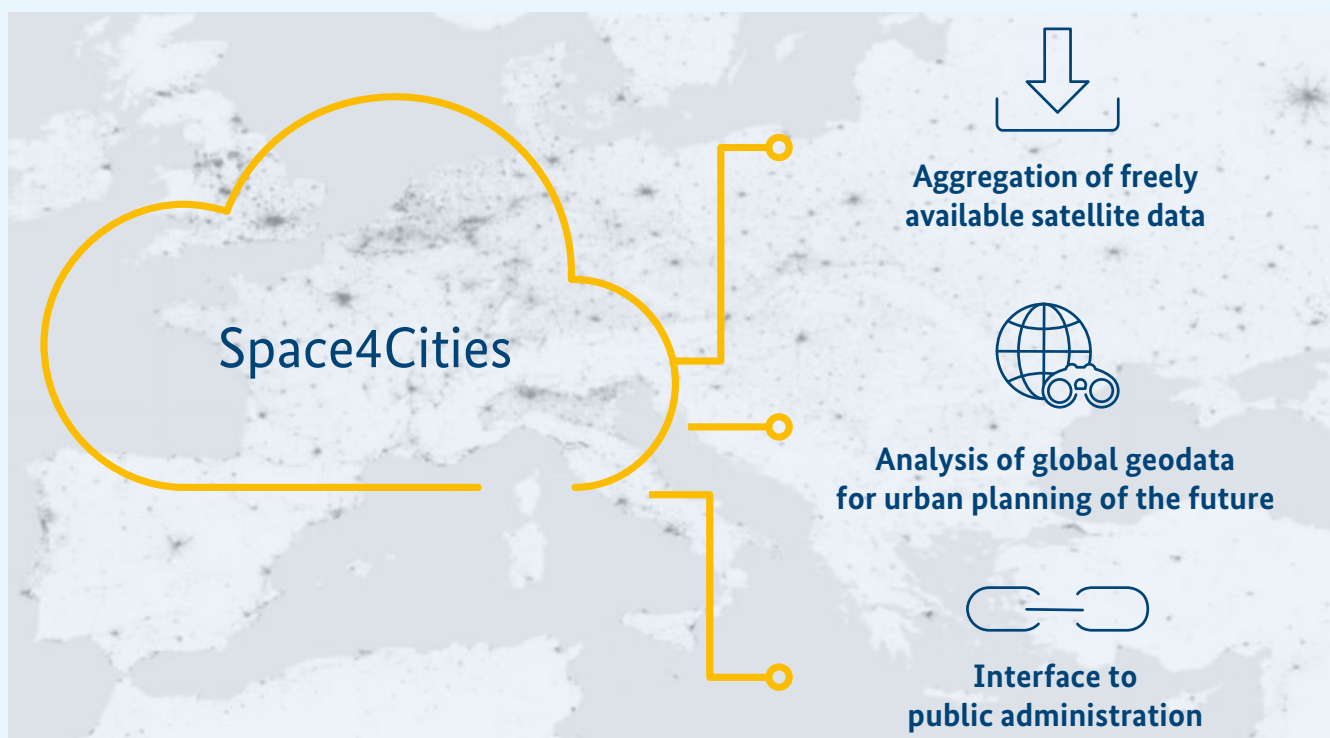 Space4Cities
Aggregation of freely
available satellite data
Analysis of global geodata
for urban planning of the future
Interface to
public administration